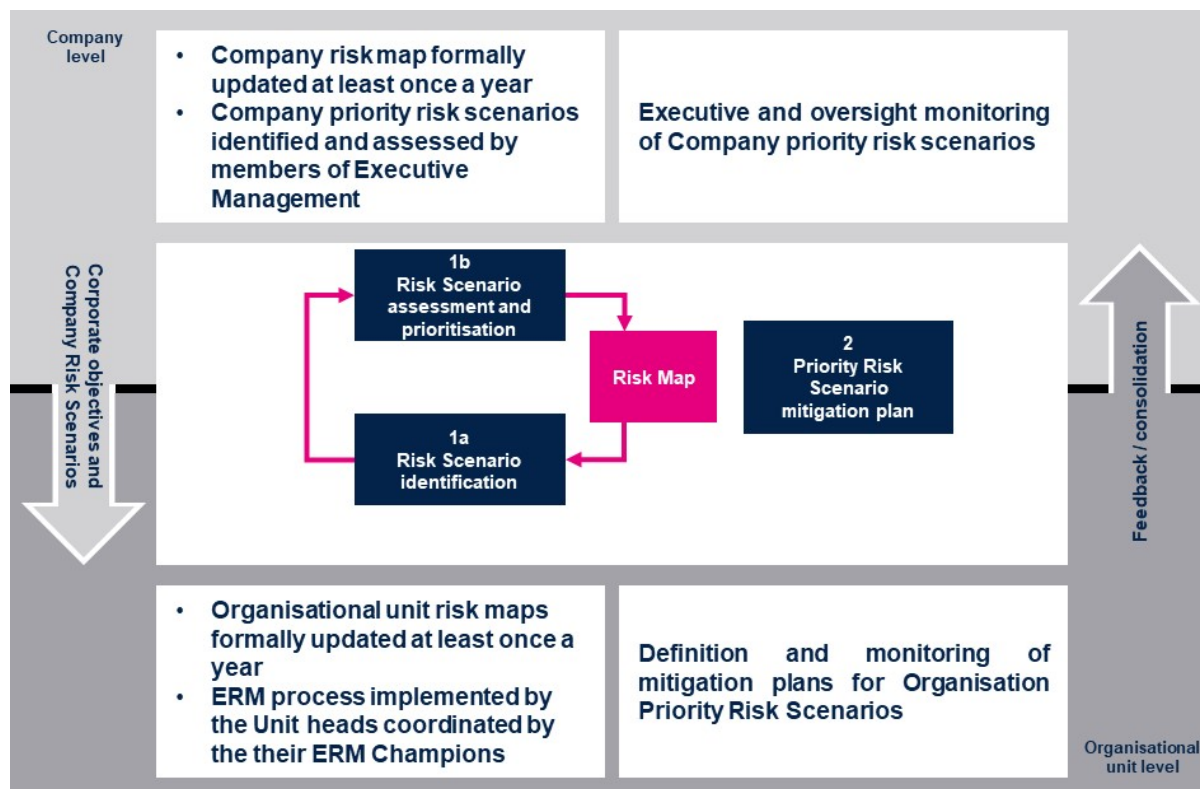 Company
level
• Company risk map formally
updated at least once a year
• Company priority risk scenarios
identified and assessed by
members of Executive
Management
Executive and oversight monitoring
of Company priority risk scenarios
Corporate objectives and
Company Risk Scenarios
1b
Risk Scenario
assessment and
prioritisation
Risk Map
2
Priority Risk
Scenario
mitigation plan
1a
Risk Scenario
identification
Feedback / consolidation
• Organisational unit risk maps
formally updated at least once a
year
• ERM process implemented by
the Unit heads coordinated by
the their ERM Champions
Definition and monitoring of
mitigation plans for Organisation
Priority Risk Scenarios
Organisational
unit level